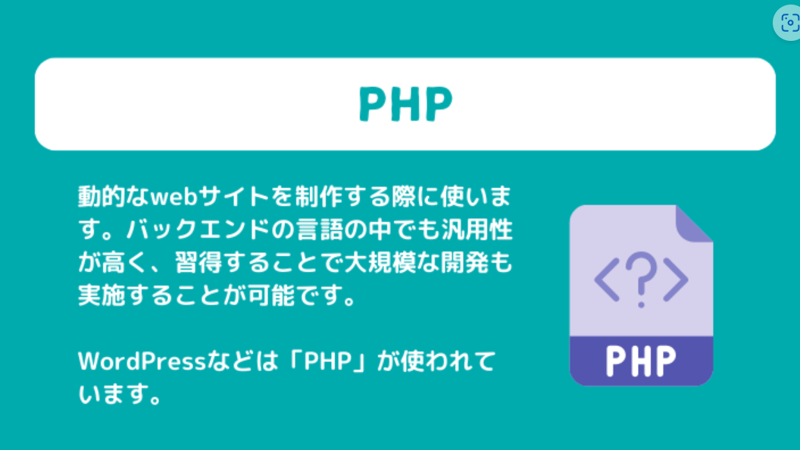 PHP
動的なwebサイトを制作する際に使いま
す。バックエンドの言語の中でも汎用性
が高く、習得することで大規模な開発も
実施することが可能です。
WordPressなどは「PHP」が使われて
います。
<?>
PHP